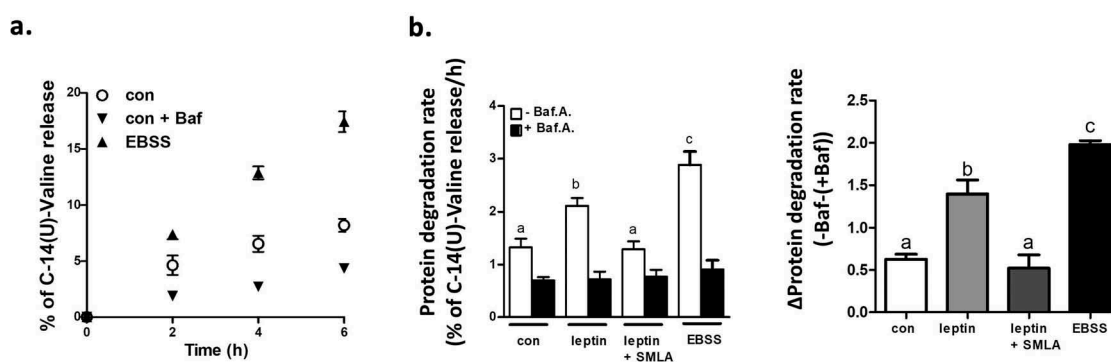 a.
% of C-14(U)-Valine release
20
15
10
5
0
0
2
4
6
Time (h)
con
con + Baf
EBSS
b.
Protein degradation rate
(% of C-14(U)-Valine release/h)
4
3
2
1
0
- Baf.A.
+ Baf.A.
a
b
a
c
con
leptin
leptin
+ SMLA
EBSS
ΔProtein degradation rate
(-Baf-(+Baf))
2.5
2.0
1.5
1.0
0.5
0.0
a
b
a
c
con
leptin
leptin
+ SMLA
EBSS